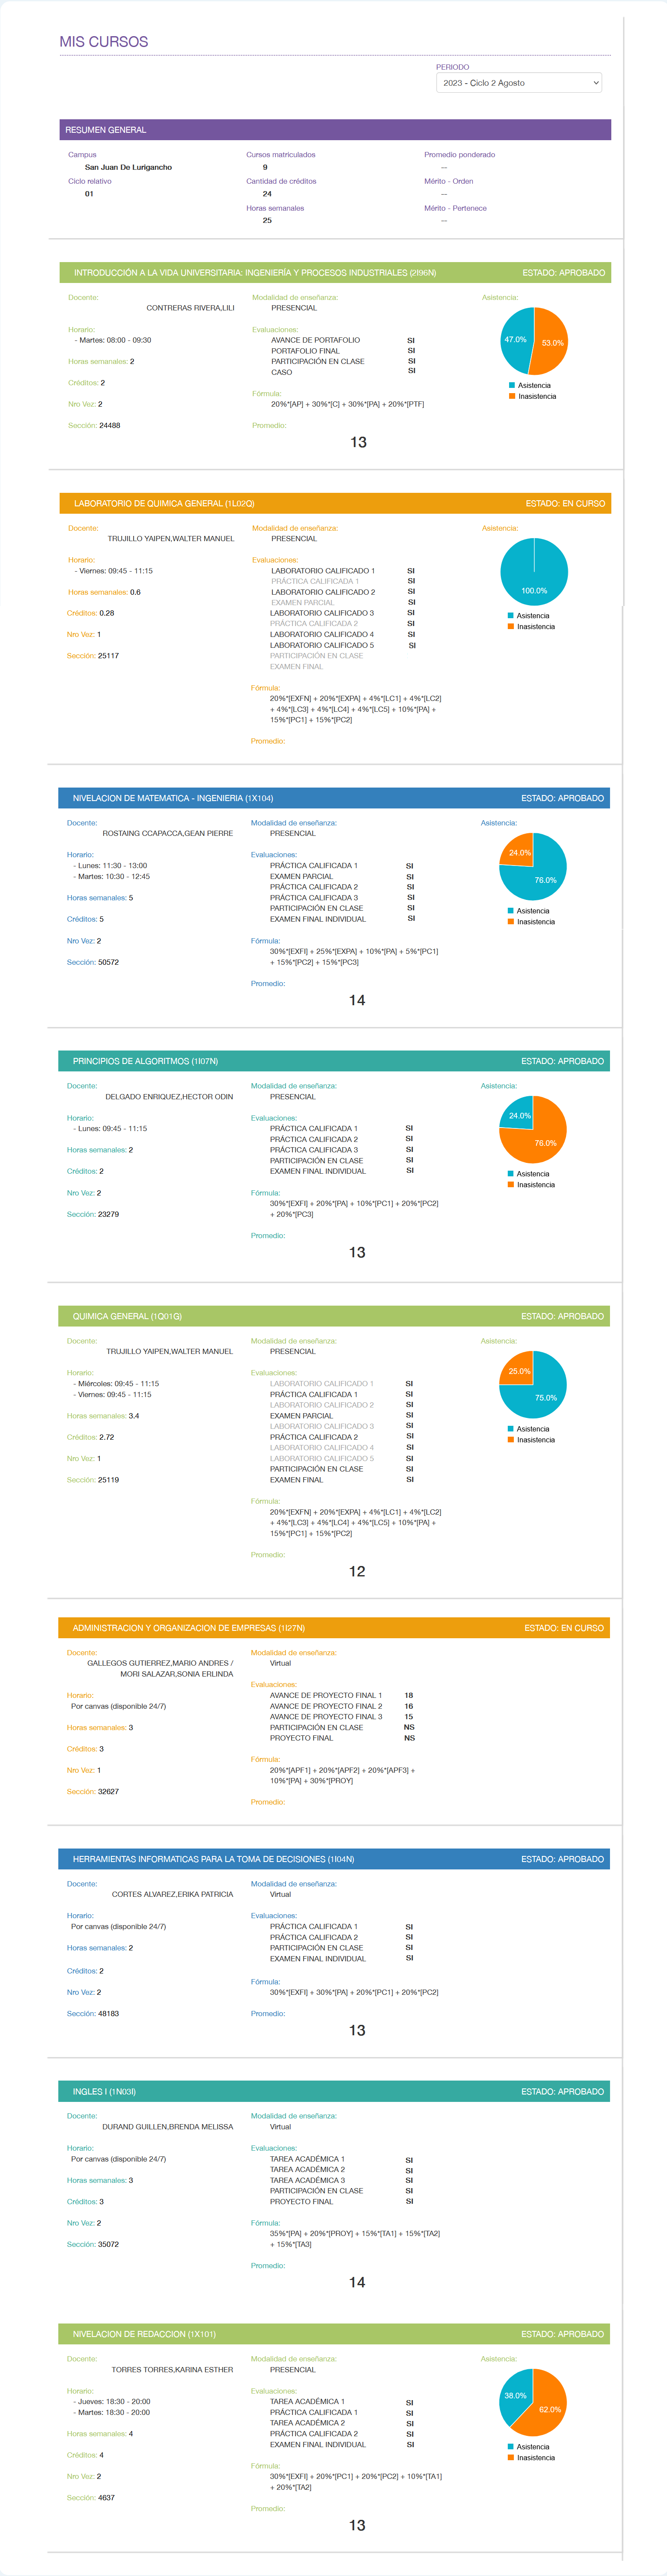 MIS CURSOS
PERIODO
2023 - Ciclo 2 Agosto
RESUMEN GENERAL
Campus
San Juan De Lurigancho
Ciclo relativo
01
Cursos matriculados
9
Cantidad de créditos
24
Horas semanales
25
Promedio ponderado
---
Mérito - Orden
---
Mérito - Pertenece
---
INTRODUCCIÓN A LA VIDA UNIVERSITARIA: INGENIERÍA Y PROCESOS INDUSTRIALES (2I96N) ESTADO: APROBADO
Docente:
CONTRERAS RIVERA,LILI
Horario:
- Martes: 08:00 - 09:30
Horas semanales: 2
Créditos: 2
Nro Vez: 2
Sección: 24488
Modalidad de enseñanza:
PRESENCIAL
Evaluaciones:
AVANCE DE PORTAFOLIO SI
PORTAFOLIO FINAL SI
PARTICIPACIÓN EN CLASE SI
CASO SI
Fórmula:
20%*[AP] + 30%*[C] + 30%*[PA] + 20%*[PTF]
Promedio:
13
Asistencia:
47.0%
53.0%
Asistencia
Inasistencia
LABORATORIO DE QUIMICA GENERAL (1L02Q) ESTADO: EN CURSO
Docente:
TRUJILLO YAIPEN,WALTER MANUEL
Horario:
- Viernes: 09:45 - 11:15
Horas semanales: 0.6
Créditos: 0.28
Nro Vez: 1
Sección: 25117
Modalidad de enseñanza:
PRESENCIAL
Evaluaciones:
LABORATORIO CALIFICADO 1 SI
PRÁCTICA CALIFICADA 1 SI
LABORATORIO CALIFICADO 2 SI
EXAMEN PARCIAL SI
LABORATORIO CALIFICADO 3 SI
PRÁCTICA CALIFICADA 2 SI
LABORATORIO CALIFICADO 4 SI
LABORATORIO CALIFICADO 5 SI
PARTICIPACIÓN EN CLASE
EXAMEN FINAL
Fórmula:
20%*[EXFN] + 20%*[EXPA] + 4%*[LC1] + 4%*[LC2]
+ 4%*[LC3] + 4%*[LC4] + 4%*[LC5] + 10%*[PA] +
15%*[PC1] + 15%*[PC2]
Promedio:
Asistencia:
100.0%
Asistencia
Inasistencia
NIVELACION DE MATEMATICA - INGENIERIA (1X104) ESTADO: APROBADO
Docente:
ROSTAING CCAPACCA,GEAN PIERRE
Horario:
- Lunes: 11:30 - 13:00
- Martes: 10:30 - 12:45
Horas semanales: 5
Créditos: 5
Nro Vez: 2
Sección: 50572
Modalidad de enseñanza:
PRESENCIAL
Evaluaciones:
PRÁCTICA CALIFICADA 1 SI
EXAMEN PARCIAL SI
PRÁCTICA CALIFICADA 2 SI
PRÁCTICA CALIFICADA 3 SI
PARTICIPACIÓN EN CLASE SI
EXAMEN FINAL INDIVIDUAL SI
Fórmula:
30%*[EXFI] + 25%*[EXPA] + 10%*[PA] + 5%*[PC1]
+ 15%*[PC2] + 15%*[PC3]
Promedio:
14
Asistencia:
24.0%
76.0%
Asistencia
Inasistencia
PRINCIPIOS DE ALGORITMOS (1I07N) ESTADO: APROBADO
Docente:
DELGADO ENRIQUEZ,HECTOR ODIN
Horario:
- Lunes: 09:45 - 11:15
Horas semanales: 2
Créditos: 2
Nro Vez: 2
Sección: 23279
Modalidad de enseñanza:
PRESENCIAL
Evaluaciones:
PRÁCTICA CALIFICADA 1 SI
PRÁCTICA CALIFICADA 2 SI
PRÁCTICA CALIFICADA 3 SI
PARTICIPACIÓN EN CLASE SI
EXAMEN FINAL INDIVIDUAL SI
Fórmula:
30%*[EXFI] + 20%*[PA] + 10%*[PC1] + 20%*[PC2]
+ 20%*[PC3]
Promedio:
13
Asistencia:
24.0%
76.0%
Asistencia
Inasistencia
QUIMICA GENERAL (1Q01G) ESTADO: APROBADO
Docente:
TRUJILLO YAIPEN,WALTER MANUEL
Horario:
- Miércoles: 09:45 - 11:15
- Viernes: 09:45 - 11:15
Horas semanales: 3.4
Créditos: 2.72
Nro Vez: 1
Sección: 25119
Modalidad de enseñanza:
PRESENCIAL
Evaluaciones:
LABORATORIO CALIFICADO 1 SI
PRÁCTICA CALIFICADA 1 SI
LABORATORIO CALIFICADO 2 SI
EXAMEN PARCIAL SI
LABORATORIO CALIFICADO 3 SI
PRÁCTICA CALIFICADA 2 SI
LABORATORIO CALIFICADO 4 SI
LABORATORIO CALIFICADO 5 SI
PARTICIPACIÓN EN CLASE SI
EXAMEN FINAL SI
Fórmula:
20%*[EXFN] + 20%*[EXPA] + 4%*[LC1] + 4%*[LC2]
+ 4%*[LC3] + 4%*[LC4] + 4%*[LC5] + 10%*[PA] +
15%*[PC1] + 15%*[PC2]
Promedio:
12
Asistencia:
25.0%
75.0%
Asistencia
Inasistencia
ADMINISTRACION Y ORGANIZACION DE EMPRESAS (1I27N) ESTADO: EN CURSO
Docente:
GALLEGOS GUTIERREZ,MARIO ANDRES /
MORI SALAZAR,SONIA ERLINDA
Horario:
Por canvas (disponible 24/7)
Horas semanales: 3
Créditos: 3
Nro Vez: 1
Sección: 32627
Modalidad de enseñanza:
Virtual
Evaluaciones:
AVANCE DE PROYECTO FINAL 1 18
AVANCE DE PROYECTO FINAL 2 16
AVANCE DE PROYECTO FINAL 3 15
PARTICIPACIÓN EN CLASE NS
PROYECTO FINAL NS
Fórmula:
20%*[APF1] + 20%*[APF2] + 20%*[APF3] +
10%*[PA] + 30%*[PROY]
Promedio:
HERRAMIENTAS INFORMATICAS PARA LA TOMA DE DECISIONES (1I04N) ESTADO: APROBADO
Docente:
CORTES ALVAREZ,ERIKA PATRICIA
Horario:
Por canvas (disponible 24/7)
Horas semanales: 2
Créditos: 2
Nro Vez: 2
Sección: 48183
Modalidad de enseñanza:
Virtual
Evaluaciones:
PRÁCTICA CALIFICADA 1 SI
PRÁCTICA CALIFICADA 2 SI
PARTICIPACIÓN EN CLASE SI
EXAMEN FINAL INDIVIDUAL SI
Fórmula:
30%*[EXFI] + 30%*[PA] + 20%*[PC1] + 20%*[PC2]
Promedio:
13
INGLES I (1N03I) ESTADO: APROBADO
Docente:
DURAND GUILLEN,BRENDA MELISSA
Horario:
Por canvas (disponible 24/7)
Horas semanales: 3
Créditos: 3
Nro Vez: 2
Sección: 35072
Modalidad de enseñanza:
Virtual
Evaluaciones:
TAREA ACADÉMICA 1 SI
TAREA ACADÉMICA 2 SI
TAREA ACADÉMICA 3 SI
PARTICIPACIÓN EN CLASE SI
PROYECTO FINAL SI
Fórmula:
35%*[PA] + 20%*[PROY] + 15%*[TA1] + 15%*[TA2]
+ 15%*[TA3]
Promedio:
14
NIVELACION DE REDACCION (1X101) ESTADO: APROBADO
Docente:
TORRES TORRES,KARINA ESTHER
Horario:
- Jueves: 18:30 - 20:00
- Martes: 18:30 - 20:00
Horas semanales: 4
Créditos: 4
Nro Vez: 2
Sección: 4637
Modalidad de enseñanza:
PRESENCIAL
Evaluaciones:
TAREA ACADÉMICA 1 SI
PRÁCTICA CALIFICADA 1 SI
TAREA ACADÉMICA 2 SI
PRÁCTICA CALIFICADA 2 SI
EXAMEN FINAL INDIVIDUAL SI
Fórmula:
30%*[EXFI] + 20%*[PC1] + 20%*[PC2] + 10%*[TA1]
+ 20%*[TA2]
Promedio:
13
Asistencia:
38.0%
62.0%
Asistencia
Inasistencia